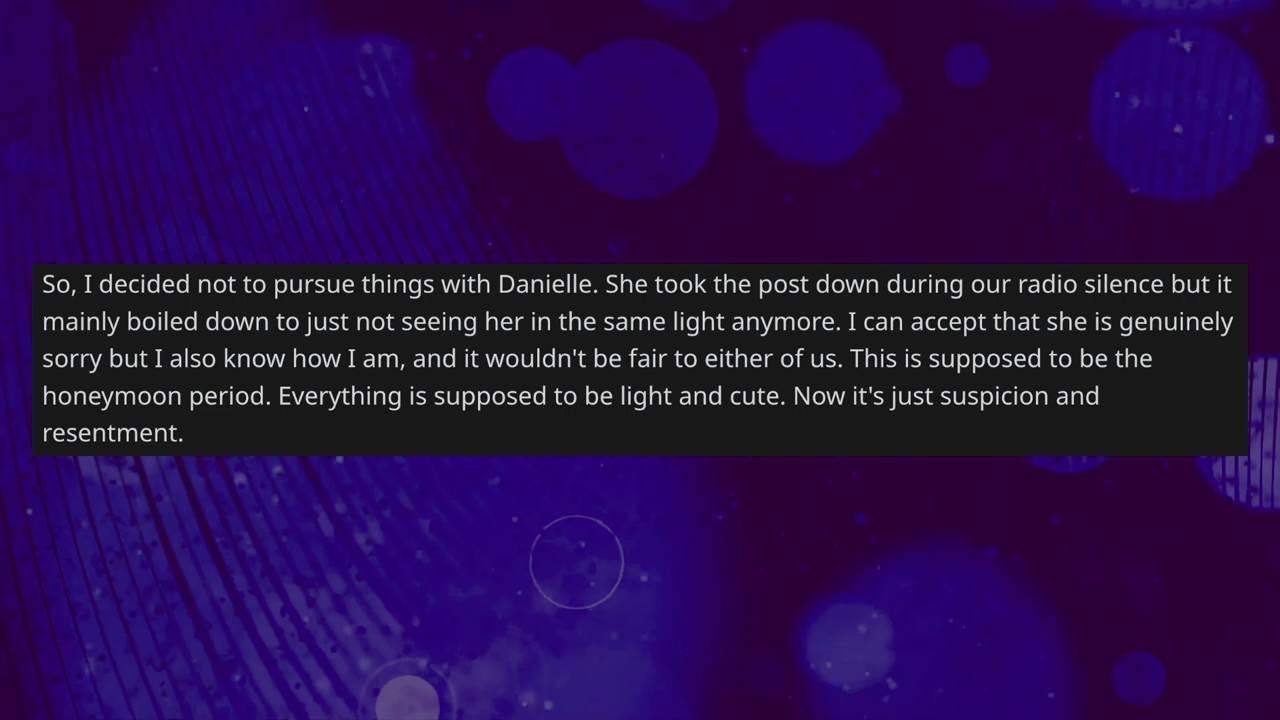 So, I decided not to pursue things with Danielle. She took the post down during our radio silence but it
mainly boiled down to just not seeing her in the same light anymore. I can accept that she is genuinely
sorry but I also know how I am, and it wouldn't be fair to either of us. This is supposed to be the
honeymoon period. Everything is supposed to be light and cute. Now it's just suspicion and
resentment.